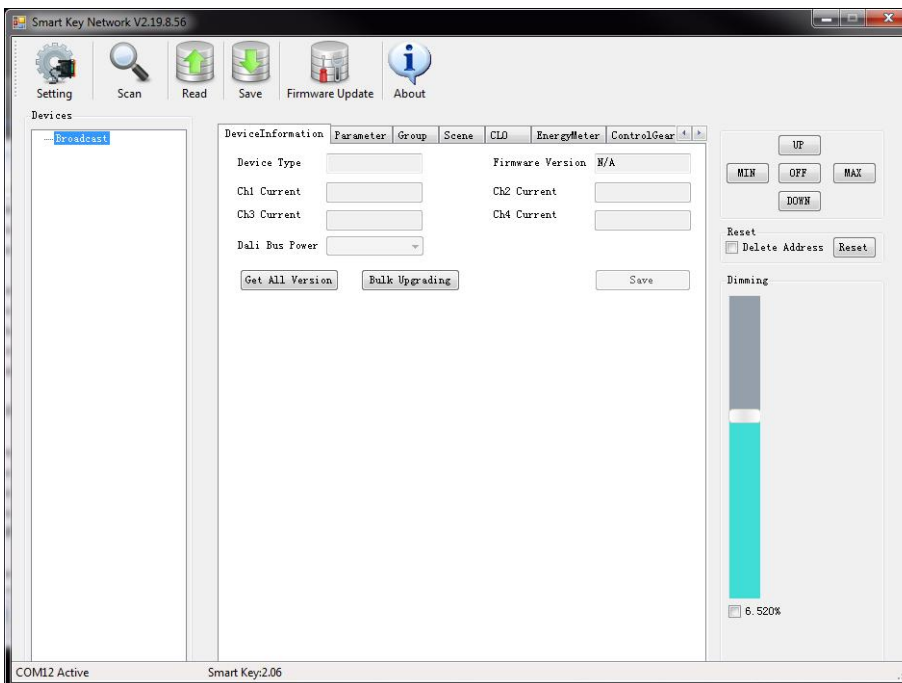 Smart Key Network V2.19.8.56
Setting Scan Read Save Firmware Update About
Devices
Broadcast
DeviceInformation Parameter Group Scene CLO EnergyMeter ControlGear
Device Type Firmware Version N/A
Ch1 Current Ch2 Current
Ch3 Current Ch4 Current
Dali Bus Power
Get All Version Bulk Upgrading Save
UP
MIN OFF MAX
DOWN
Reset
Delete Address Reset
Dimming
6.520%
COM12 Active Smart Key:2.06